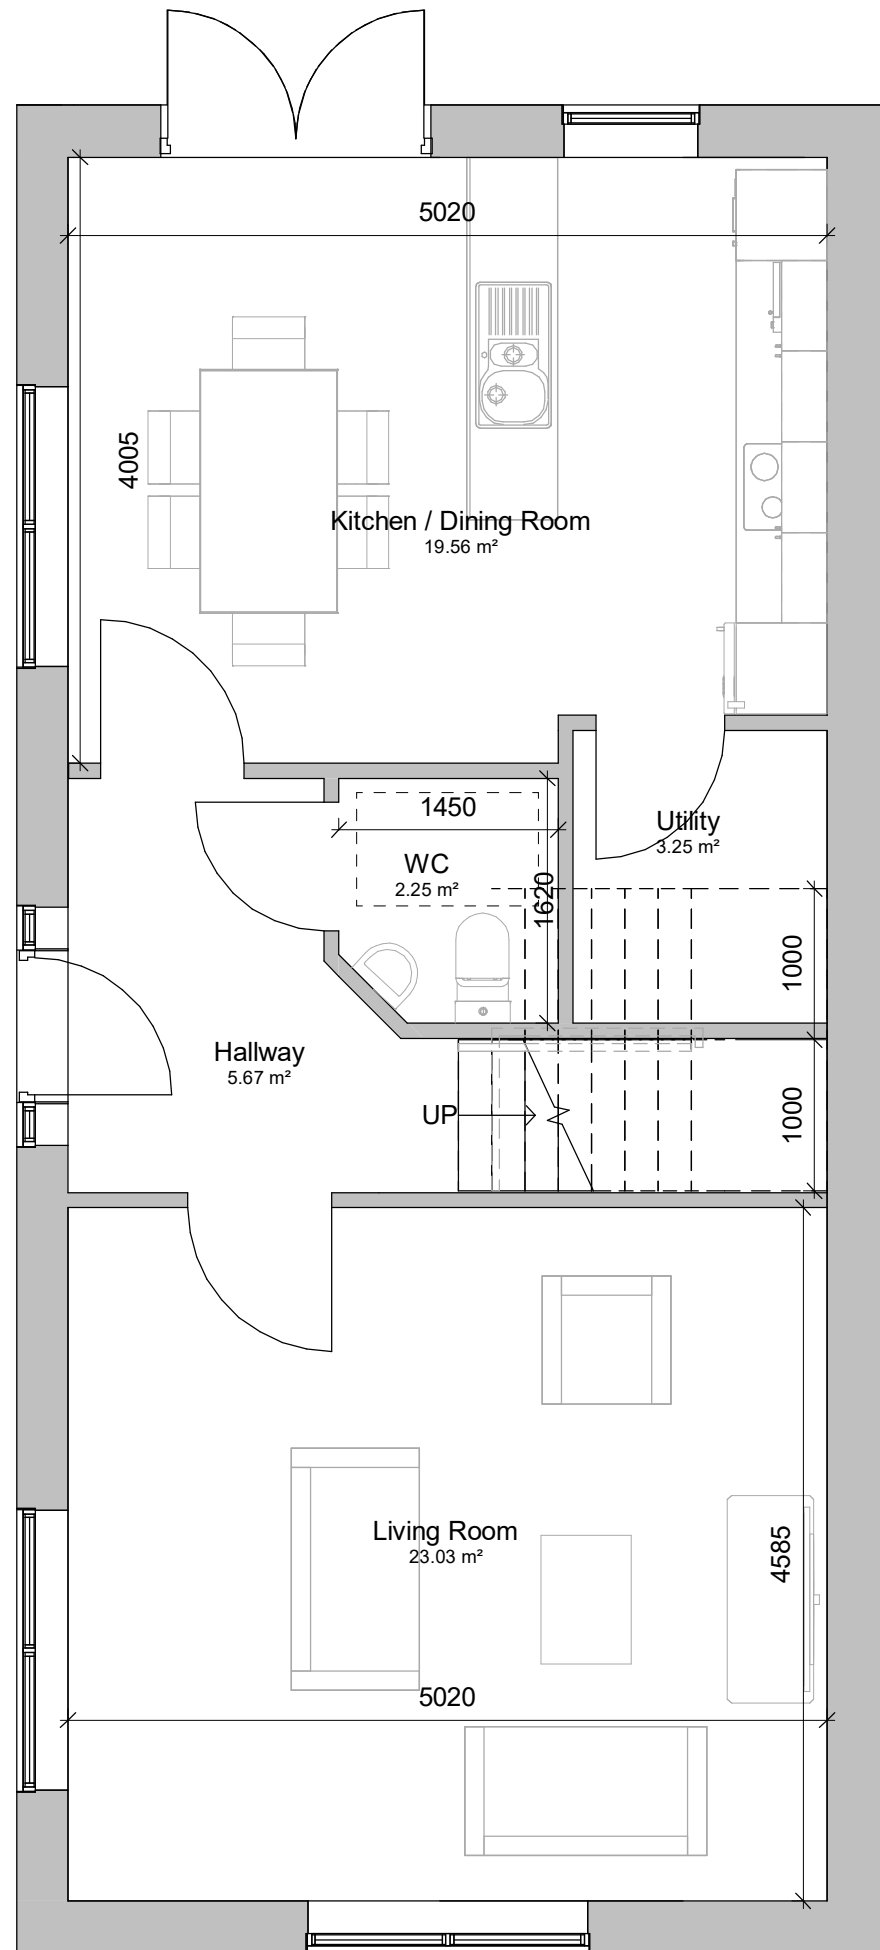 5020
4005
Kitchen / Dining Room
19.56 m²
1450
WC
2.25 m²
1620
Utility
3.25 m²
1000
Hallway
5.67 m²
UP
1000
Living Room
23.03 m²
4585
5020